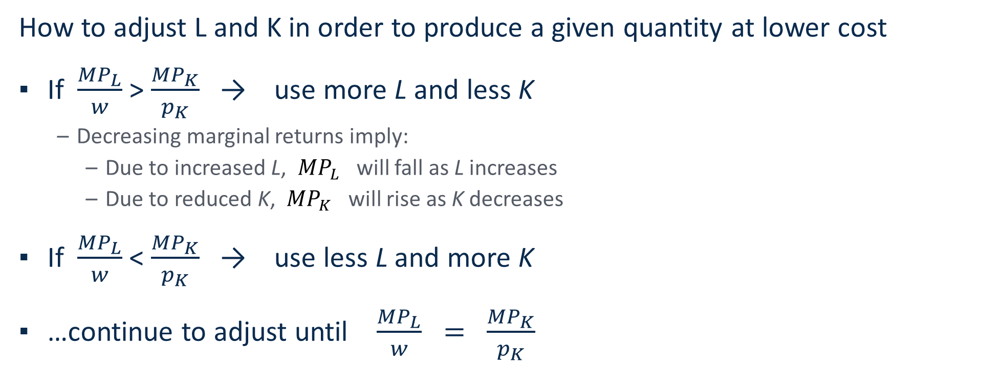 How to adjust L and K in order to produce a given quantity at lower cost
▪ If \frac{MP_L}{w} > \frac{MP_K}{p_K} → use more L and less K
– Decreasing marginal returns imply:
– Due to increased L, MP_L will fall as L increases
– Due to reduced K, MP_K will rise as K decreases
▪ If \frac{MP_L}{w} < \frac{MP_K}{p_K} → use less L and more K
▪ ...continue to adjust until \frac{MP_L}{w} = \frac{MP_K}{p_K}